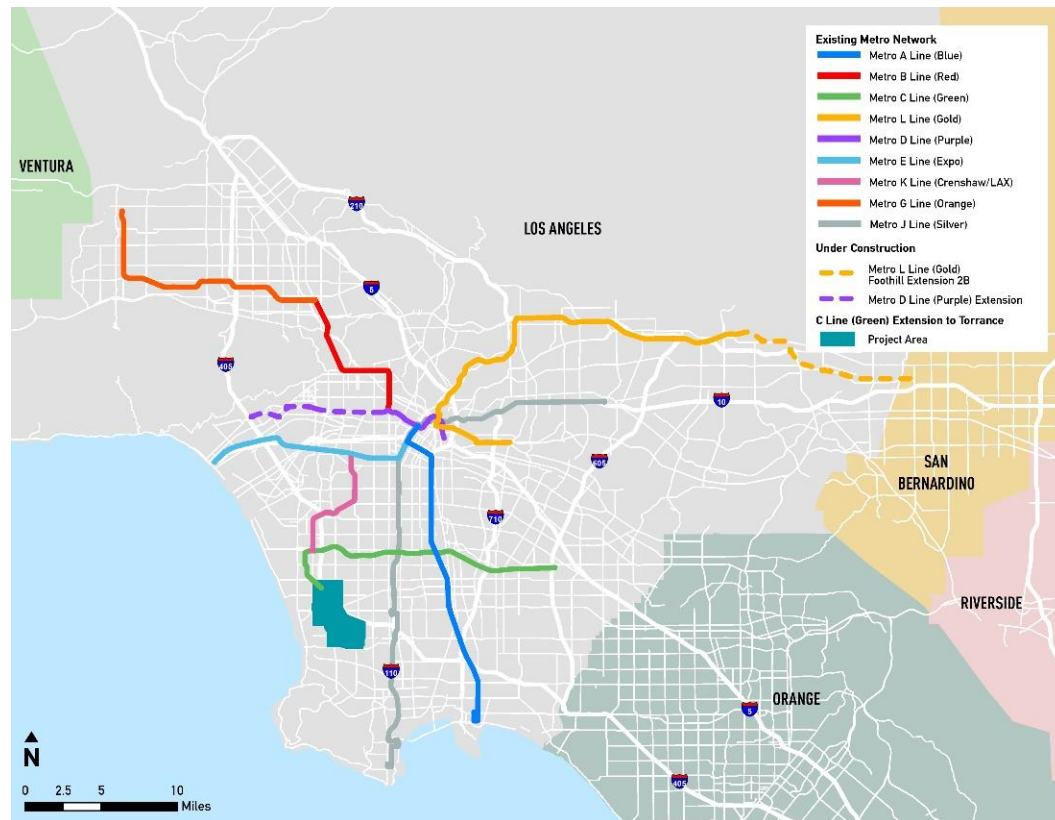 Existing Metro Network
Metro A Line (Blue)
Metro B Line (Red)
Metro C Line (Green)
Metro L Line (Gold)
Metro D Line (Purple)
Metro E Line (Expo)
Metro K Line (Crenshaw/LAX)
Metro G Line (Orange)
Metro J Line (Silver)
Under Construction
Metro L Line (Gold)
Foothill Extension 2B
Metro D Line (Purple) Extension
C Line (Green) Extension to Torrance
Project Area
VENTURA
210
LOS ANGELES
5
405
10
605
SAN
BERNARDINO
710
RIVERSIDE
110
ORANGE
5
405
N
0 2.5 5 10
Miles